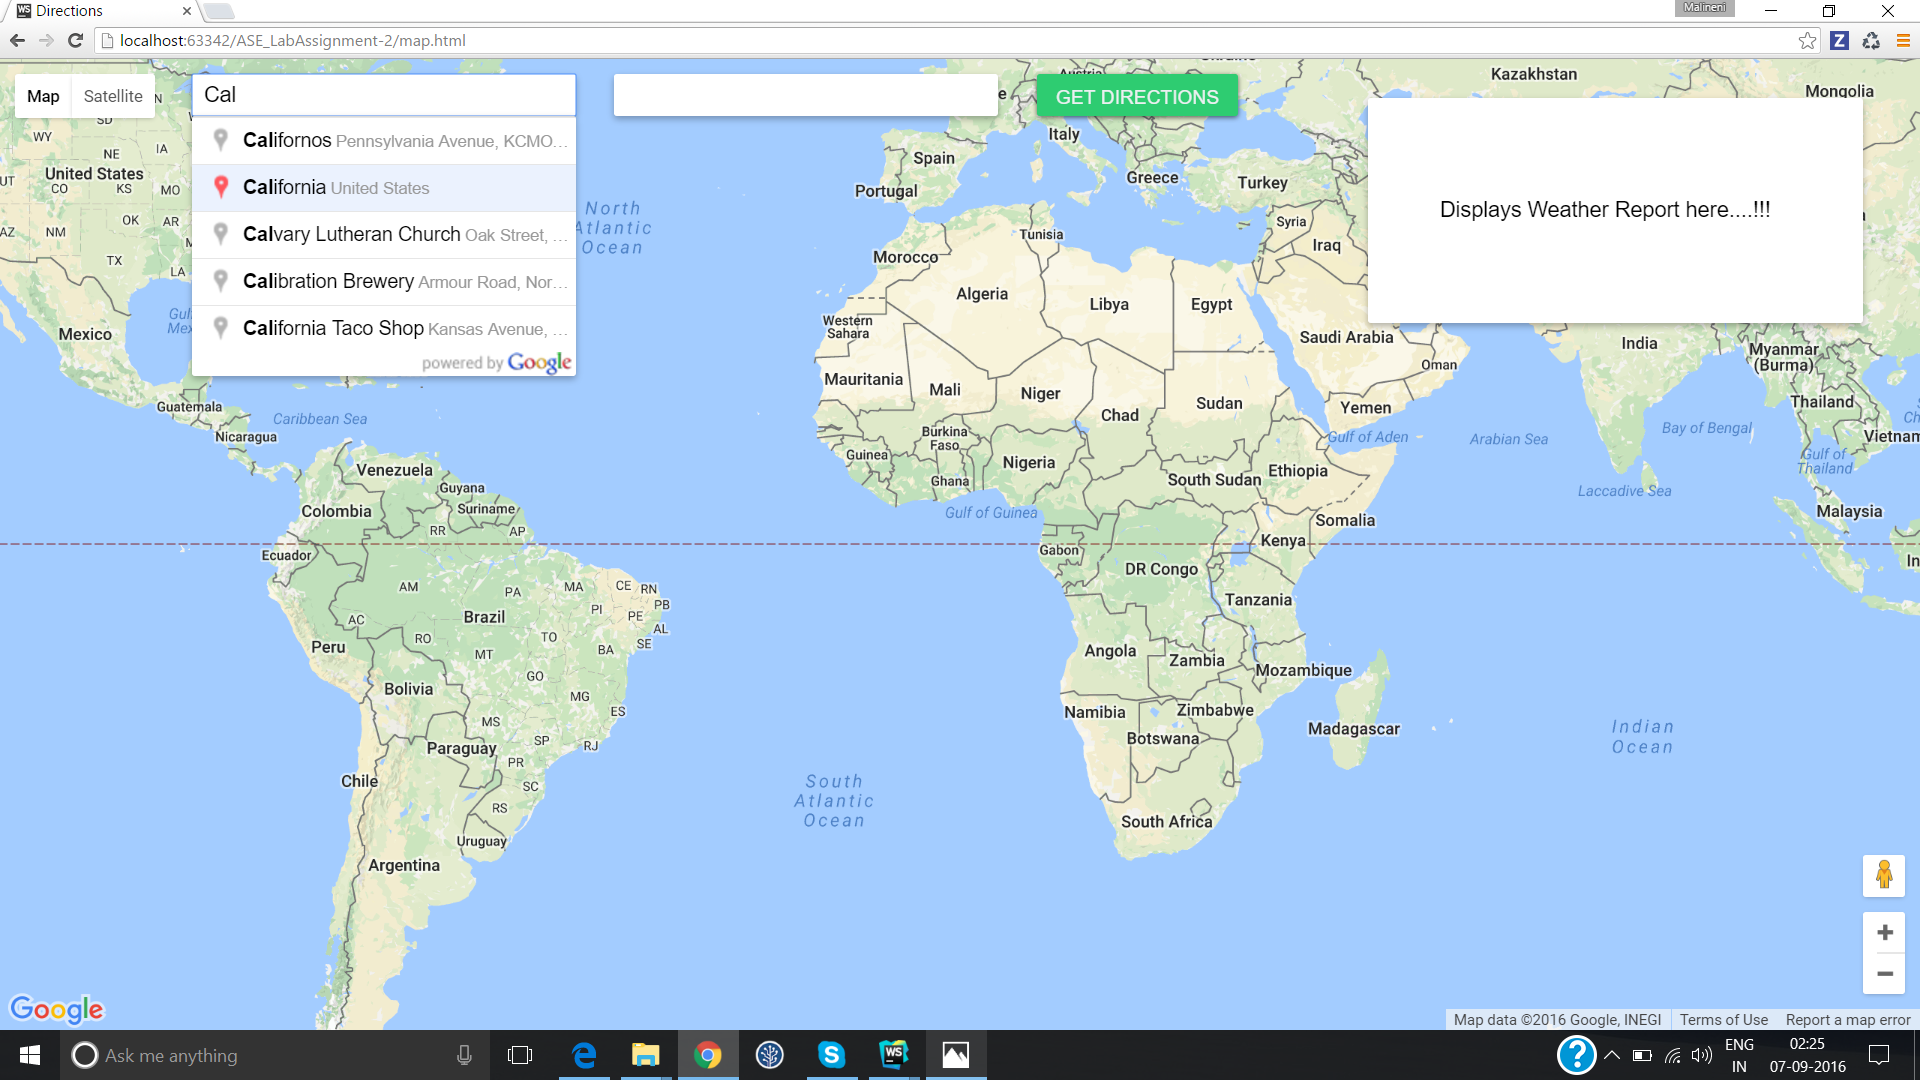 Directions
Malineni
localhost:63342/ASE_LabAssignment-2/map.html
Map
Satellite
Cal
GET DIRECTIONS
Californos Pennsylvania Avenue, KCMO...
California United States
Calvary Lutheran Church Oak Street, ...
Calibration Brewery Armour Road, Nor...
California Taco Shop Kansas Avenue, ...
powered by Google
Displays Weather Report here....!!!
Kazakhstan
Mongolia
Austria
Italy
Spain
Portugal
Greece
Turkey
Syria
Iraq
Tunisia
Morocco
Algeria
Libya
Egypt
Western
Sahara
Saudi Arabia
Oman
India
Myanmar
(Burma)
Thailand
Vietnam
Mauritania
Mali
Niger
Chad
Sudan
Yemen
Gulf of Aden
Arabian Sea
Bay of Bengal
Gulf of
Thailand
Laccadive Sea
Malaysia
Burkina
Faso
Guinea
Ghana
Nigeria
South Sudan
Ethiopia
Somalia
Gulf of Guinea
Gabon
Kenya
DR Congo
Tanzania
Angola
Zambia
Mozambique
Namibia
Zimbabwe
Botswana
Madagascar
South Africa
Indian
Ocean
South
Atlantic
Ocean
North
Atlantic
Ocean
United States
SD
WY
NE
IA
UT
CO
KS
MO
OK
AR
AZ
NM
TX
LA
Mexico
Guatemala
Nicaragua
Caribbean Sea
Venezuela
Guyana
Suriname
Colombia
RR
AP
Ecuador
AM
PA
MA
CE
RN
PB
PI
PE
AL
SE
AC
Brazil
TO
RO
BA
Peru
MT
GO
Bolivia
MG
MS
ES
SP
RJ
Paraguay
PR
Chile
SC
RS
Uruguay
Argentina
Google
Map data ©2016 Google, INEGI
Terms of Use
Report a map error
Ask me anything
ENG
IN
02:25
07-09-2016